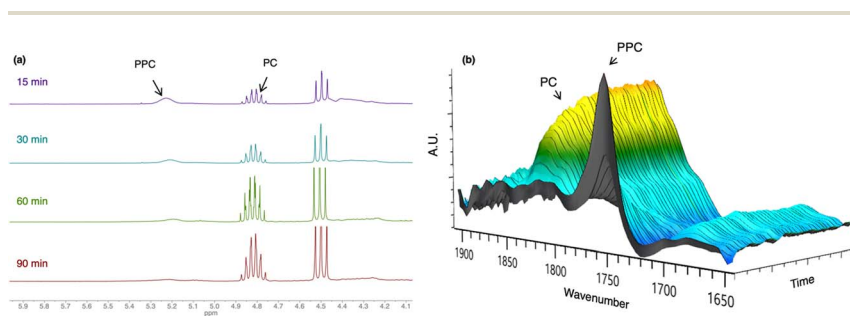 (a)
PPC
PC
15 min
30 min
60 min
90 min
5.9 5.8 5.7 5.6 5.5 5.4 5.3 5.2 5.1 5.0 4.9 4.8 4.7 4.6 4.5 4.4 4.3 4.2 4.1
ppm
(b)
PPC
PC
A.U.
1900 1850 1800 1750 1700 1650
Wavenumber
Time